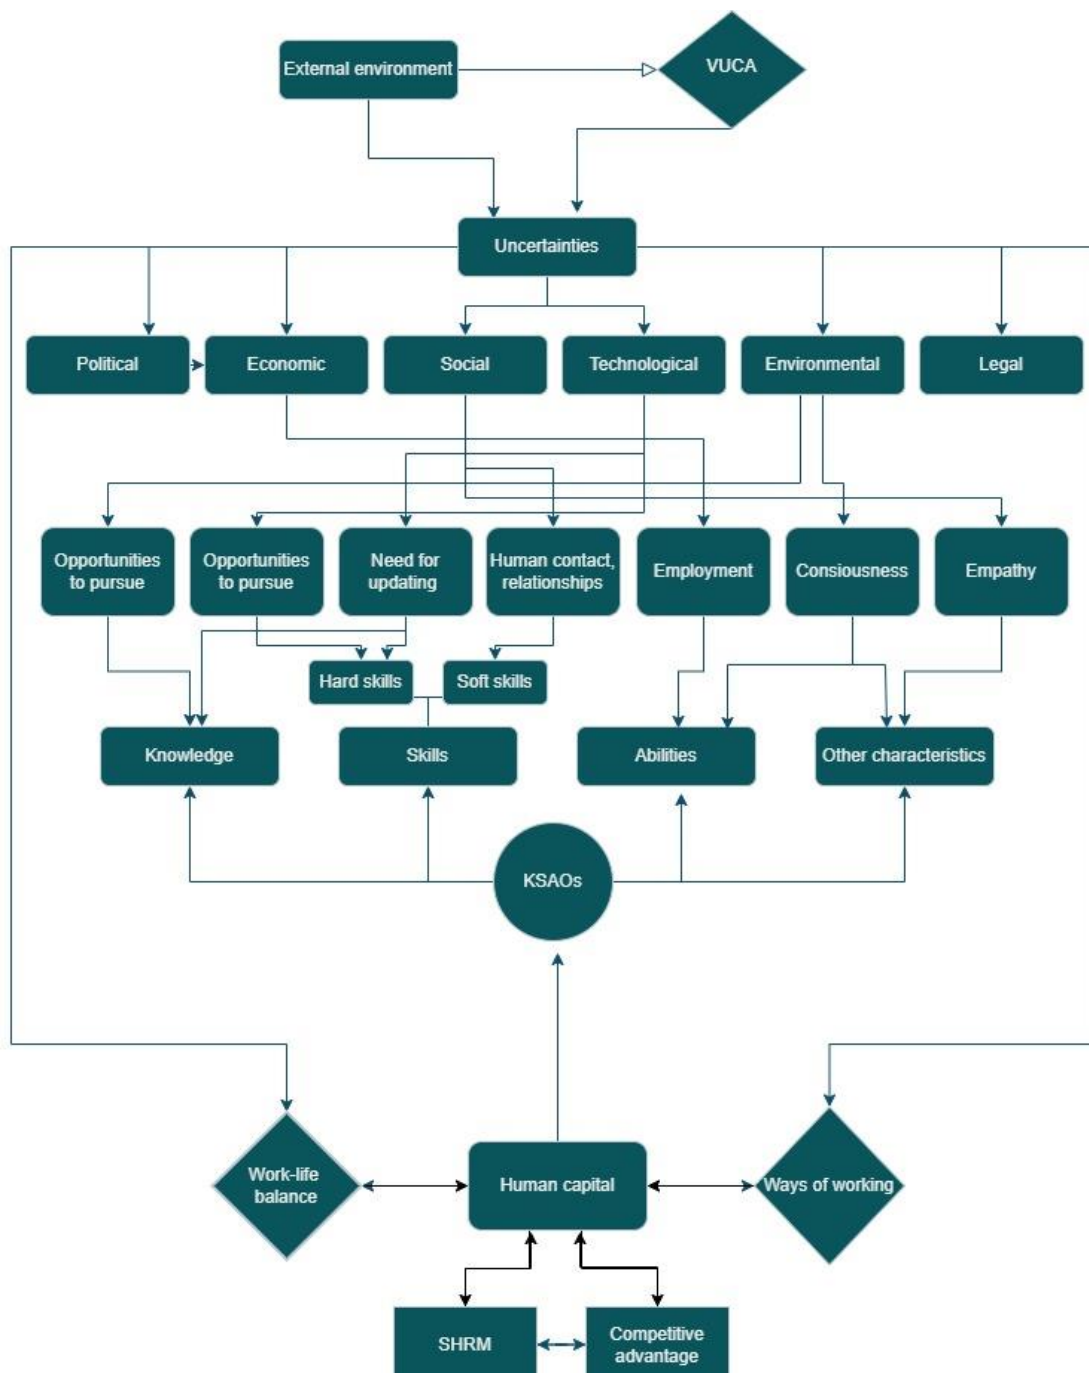 External environment
VUCA
Uncertainties
Political
Economic
Social
Technological
Environmental
Legal
Opportunities
to pursue
Opportunities
to pursue
Need for
updating
Human contact,
relationships
Employment
Consiousness
Empathy
Hard skills
Soft skills
Knowledge
Skills
Abilities
Other characteristics
KSAOs
Work-life
balance
Human capital
Ways of working
SHRM
Competitive
advantage